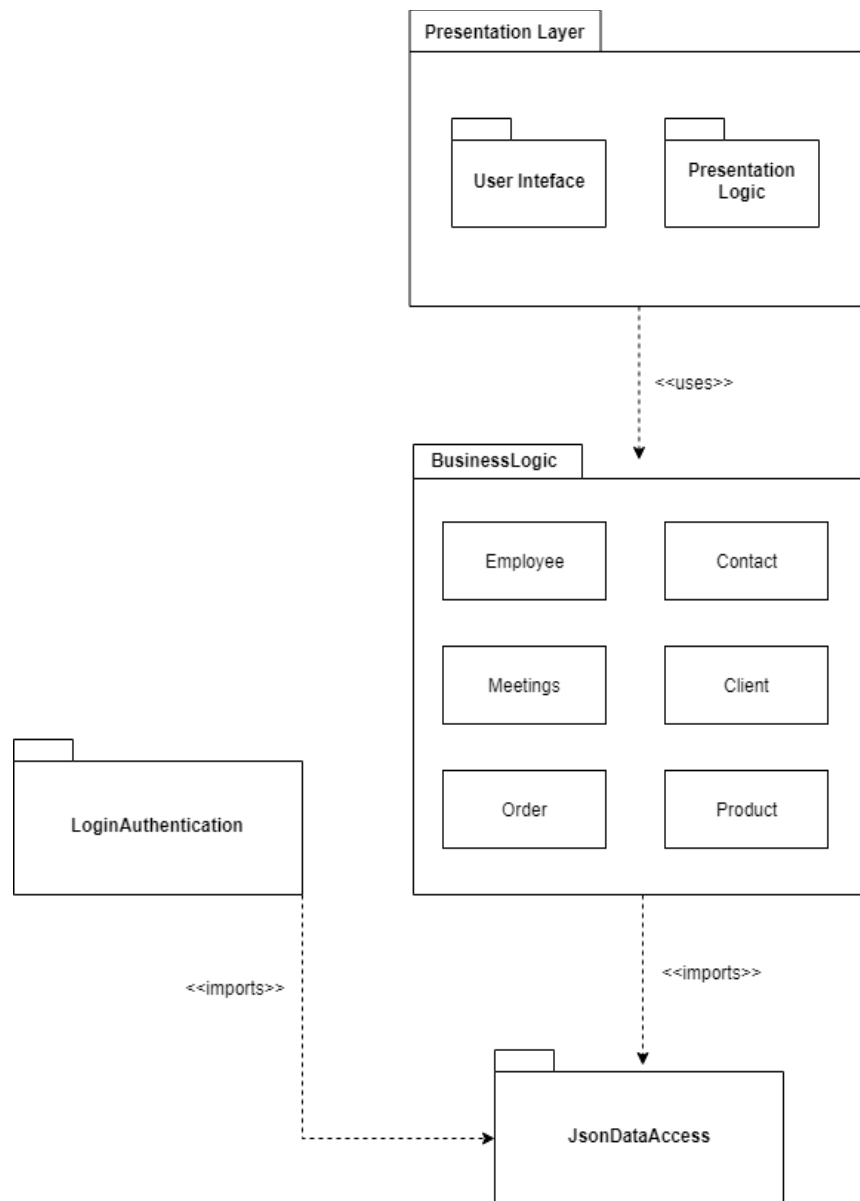 Presentation Layer
User Inteface
Presentation
Logic
<<uses>>
BusinessLogic
Employee
Contact
Meetings
Client
Order
Product
LoginAuthentication
<<imports>>
<<imports>>
JsonDataAccess